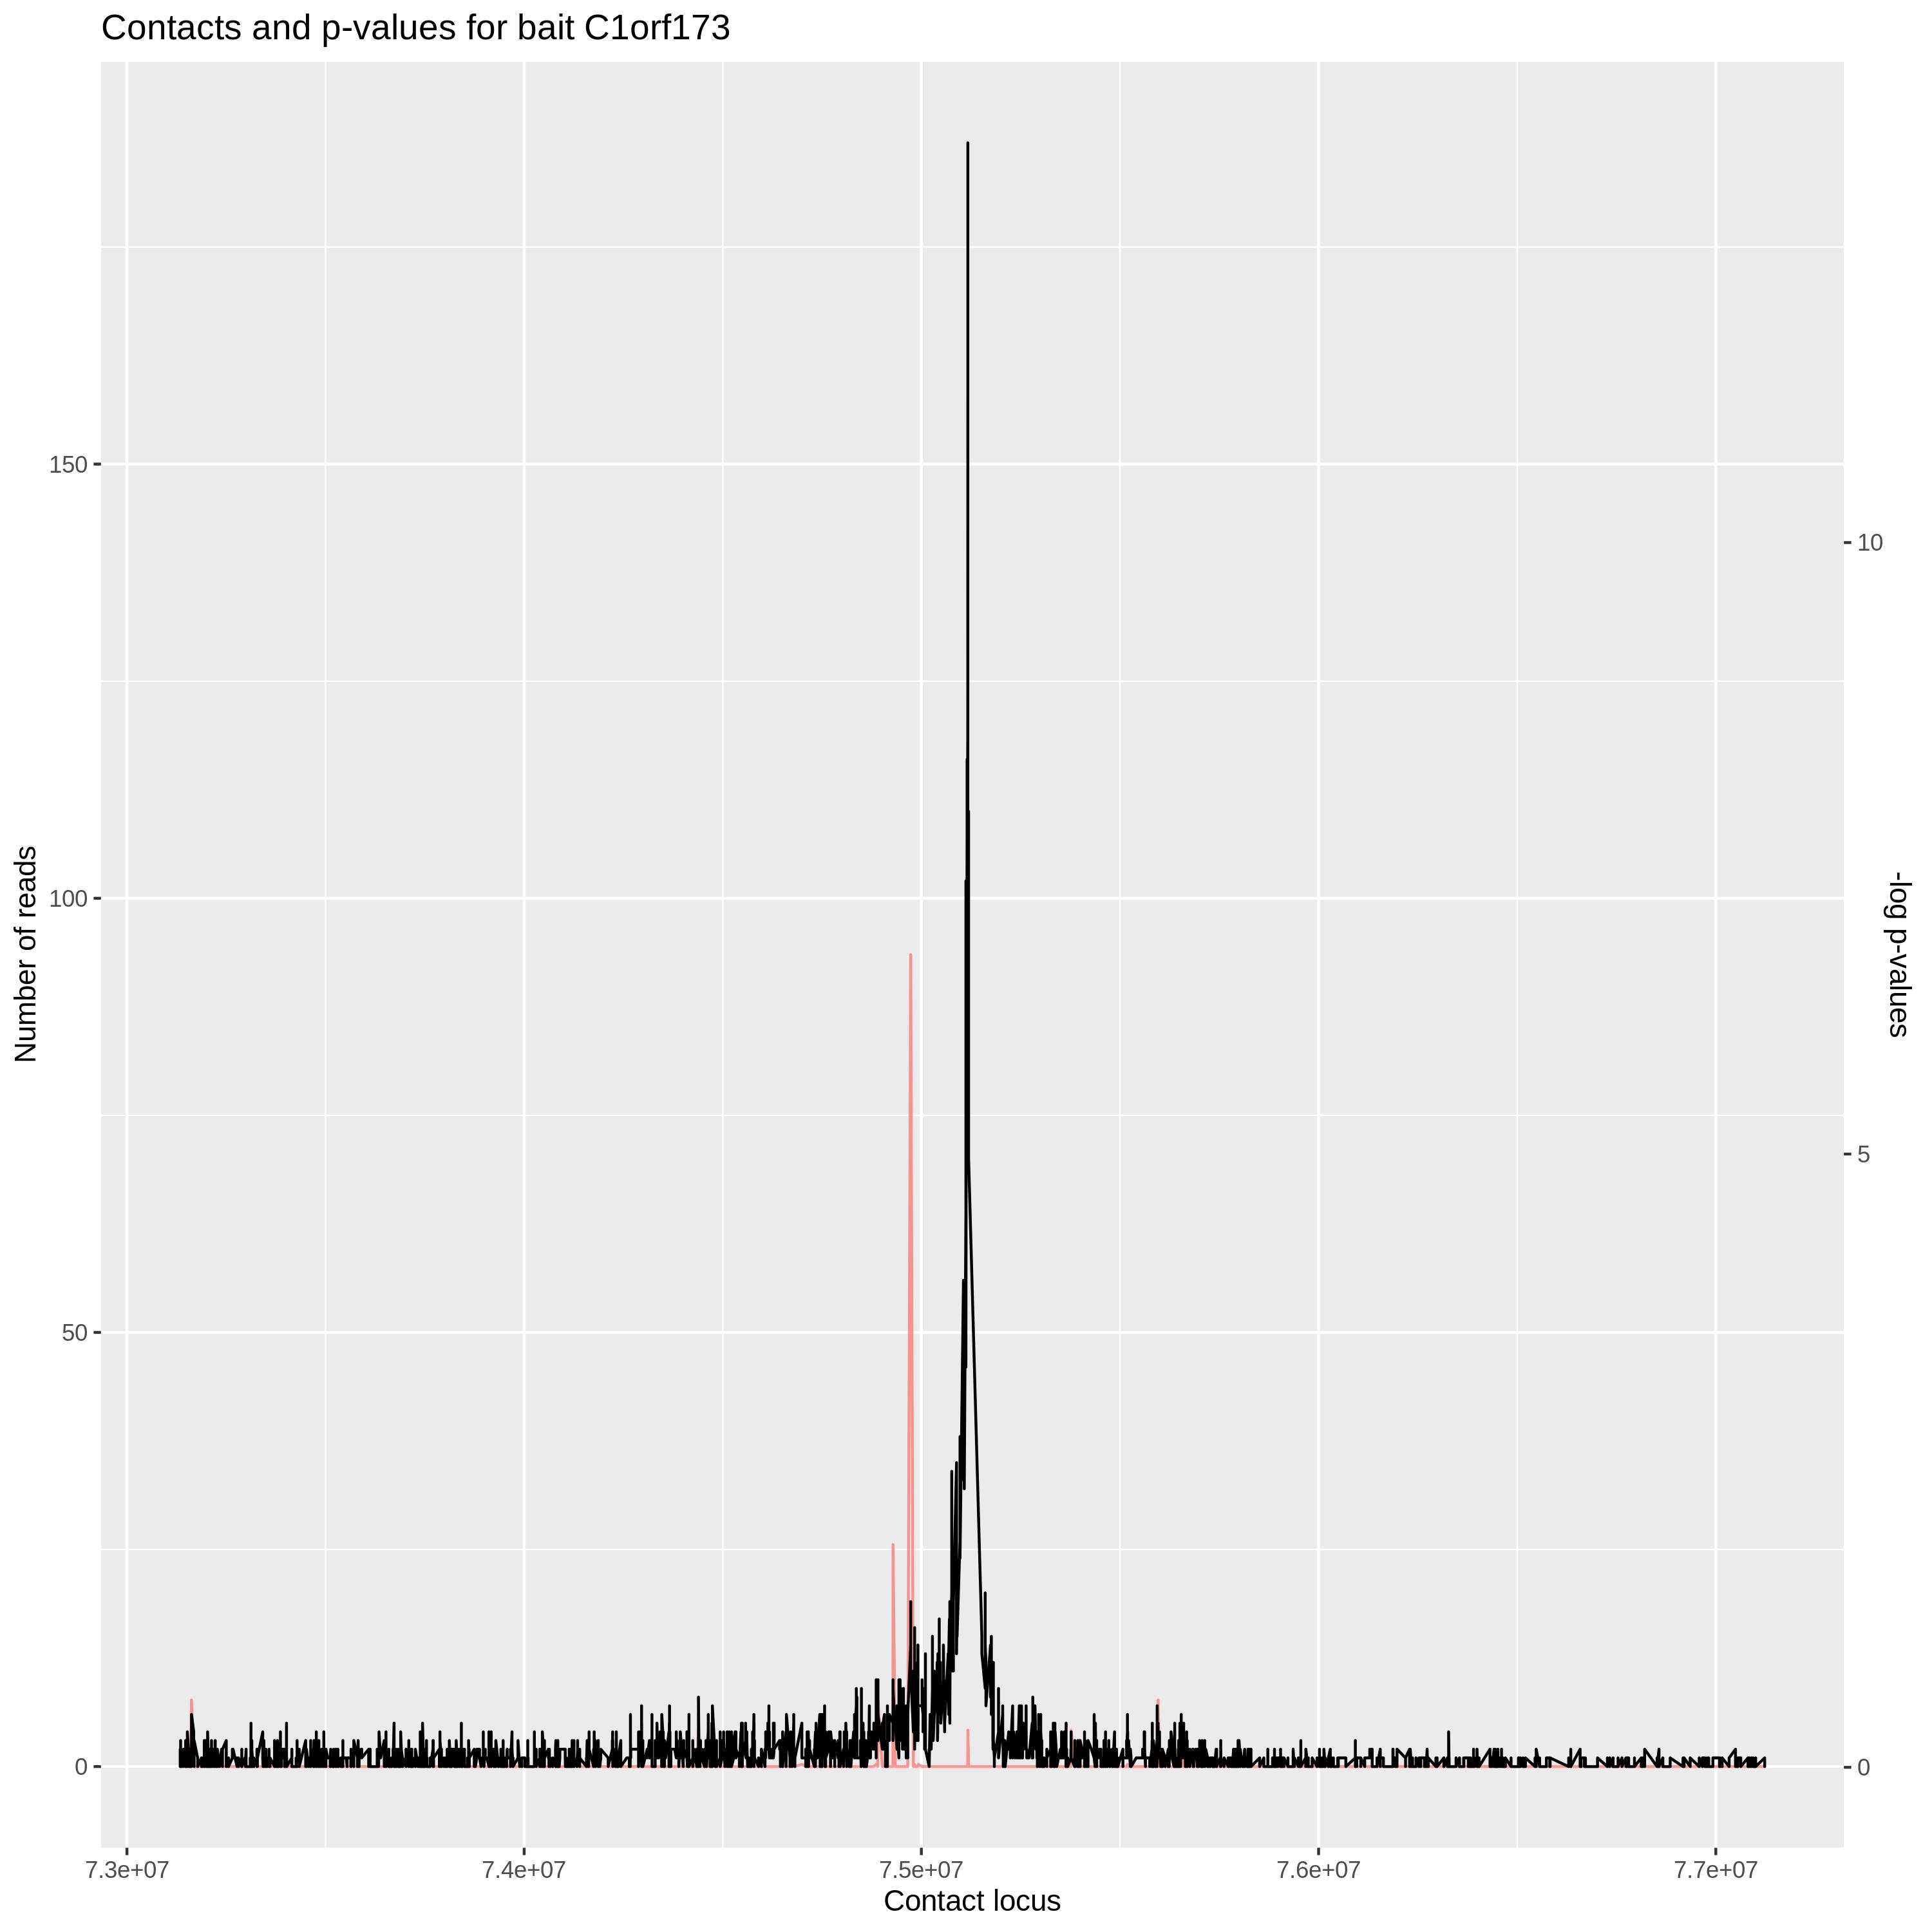 Contacts and p-values for bait C1orf173
Number of reads
150
100
50
0
10
5
0
-log p-values
7.3e+07 7.4e+07 7.5e+07 7.6e+07 7.7e+07
Contact locus